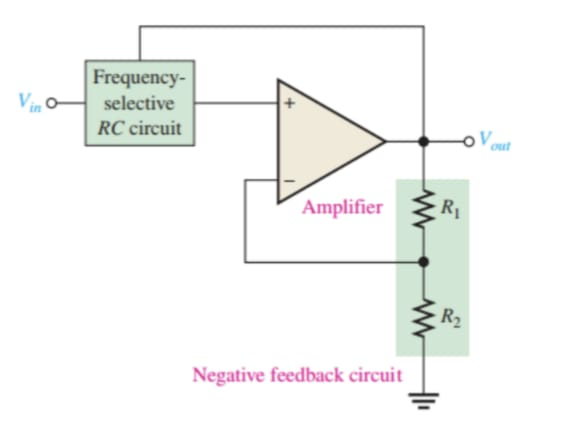 Frequency-
selective
RC circuit
V_in
V_out
+
−
Amplifier
R_1
R_2
Negative feedback circuit